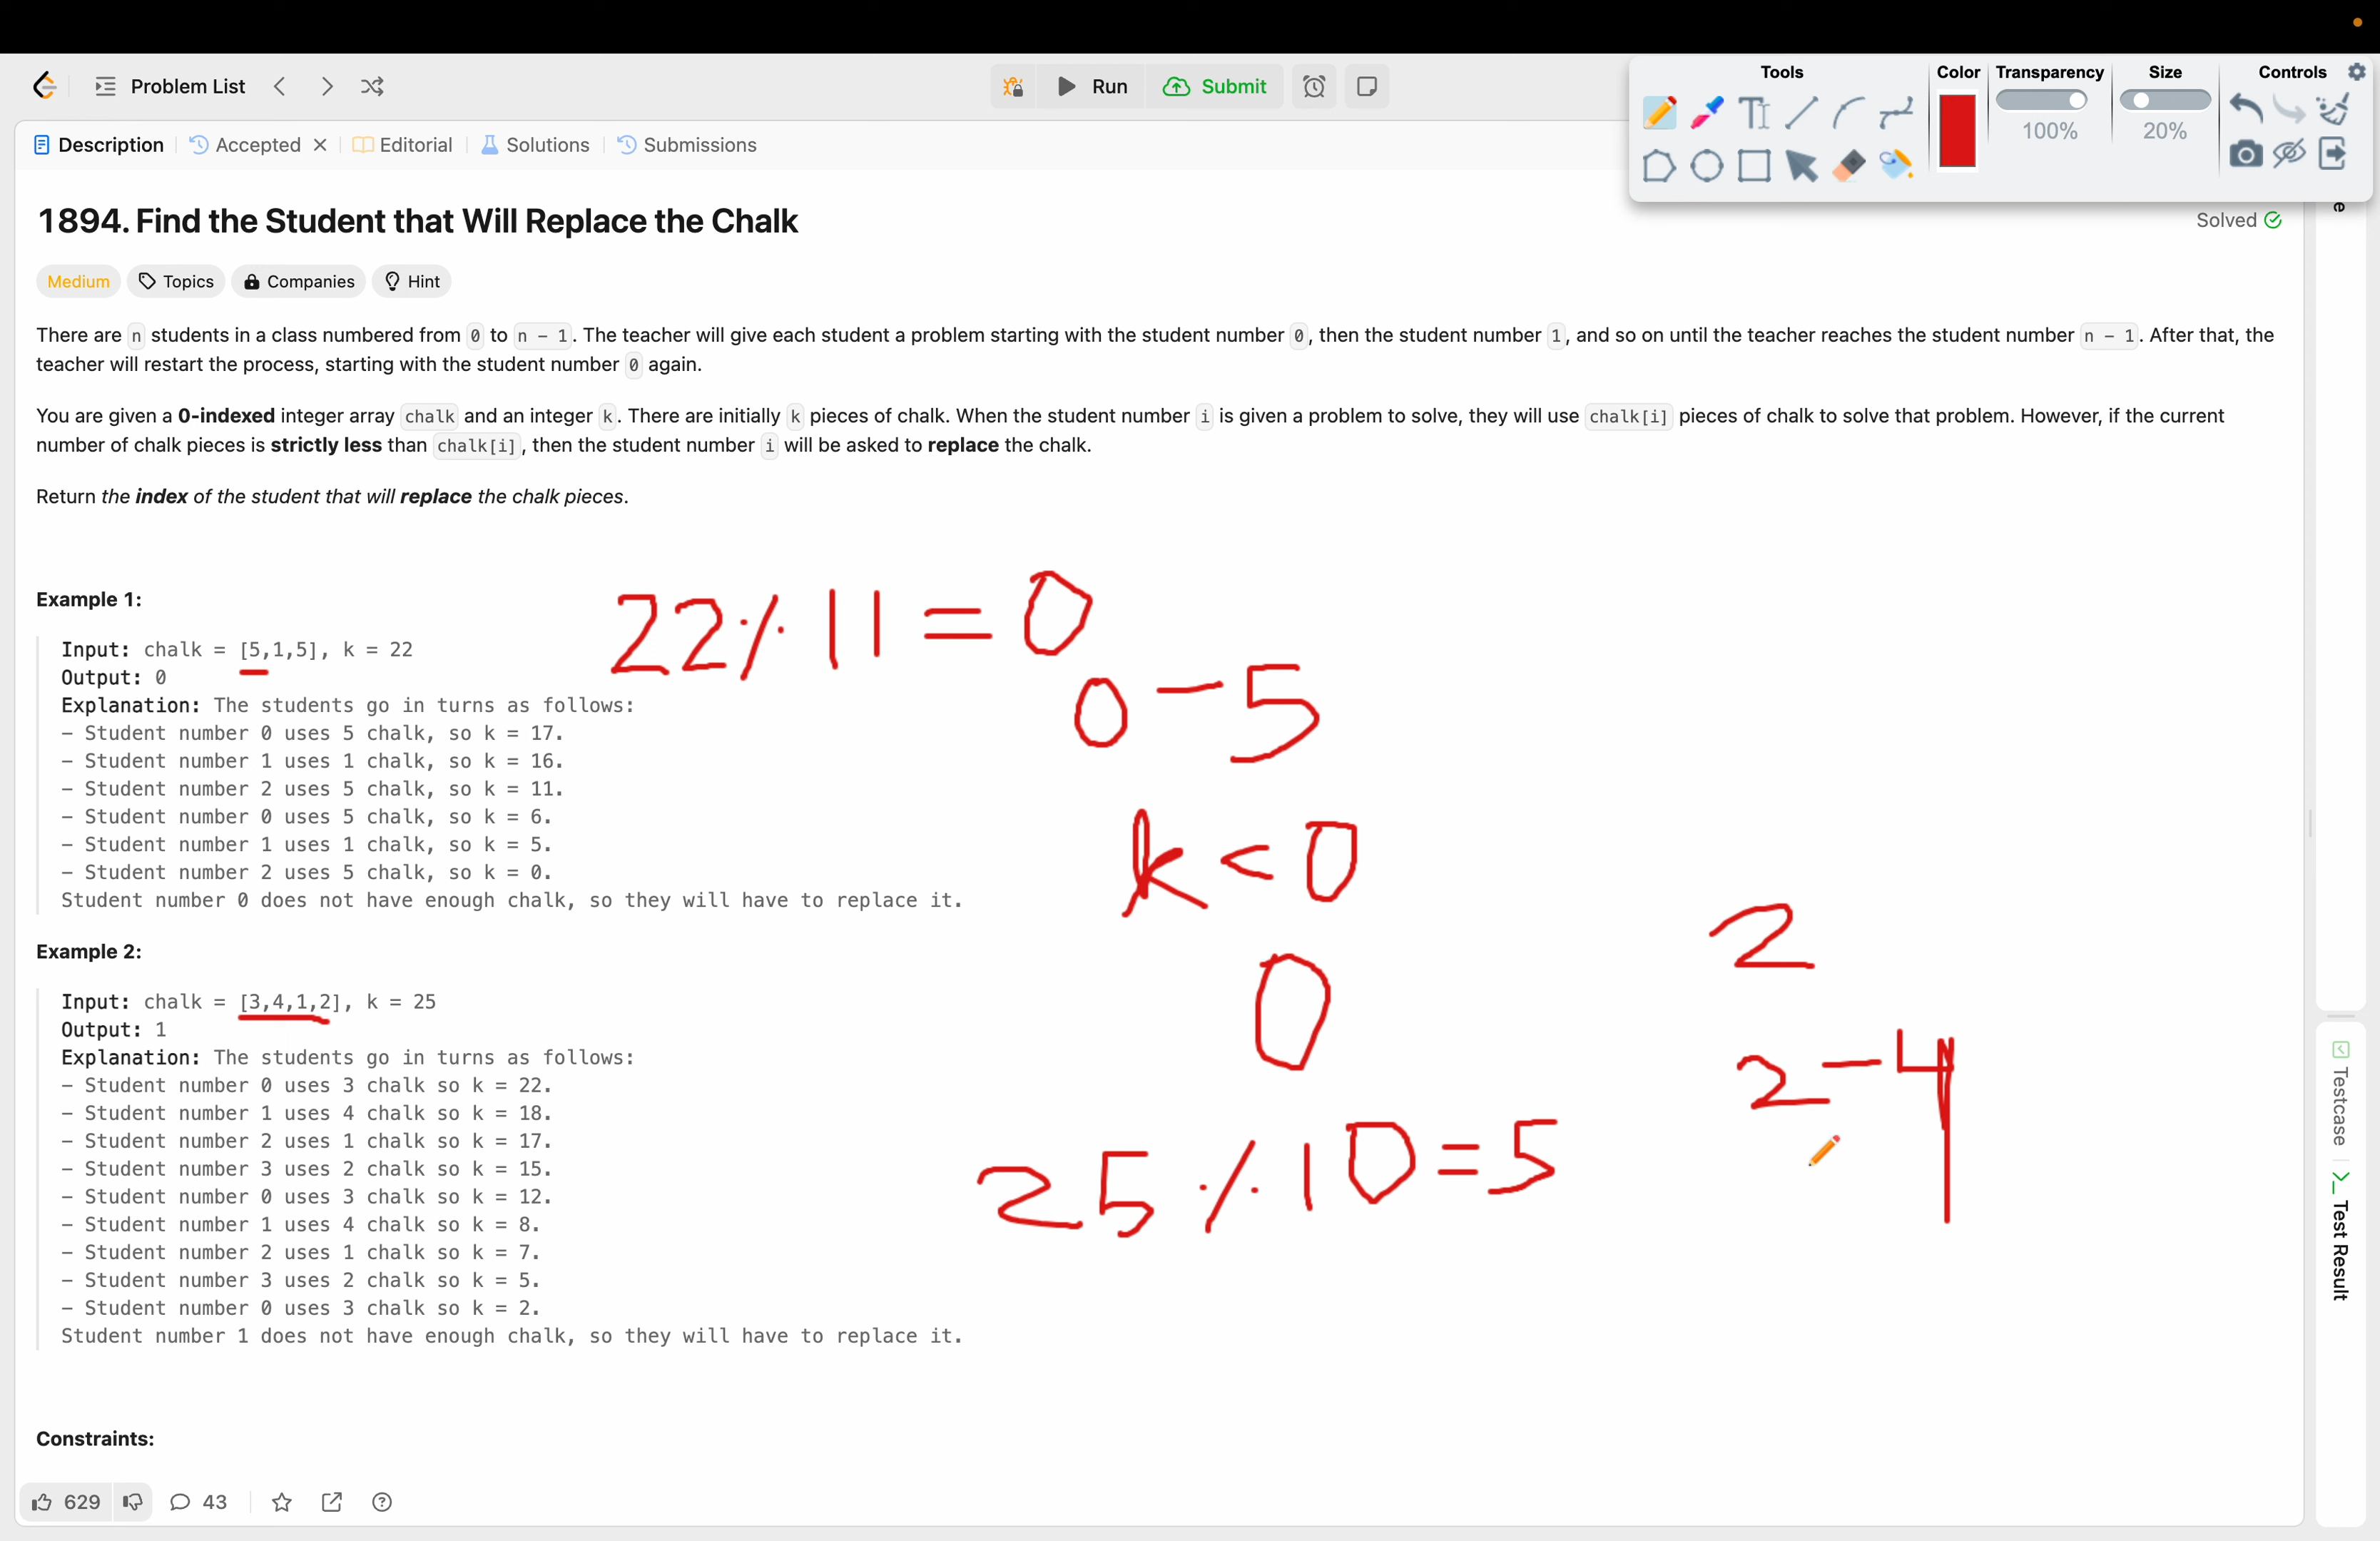 Problem List
Run
Submit
Tools
Color
Transparency
Size
Controls
100%
20%
Description
Accepted
Editorial
Solutions
Submissions
e
1894. Find the Student that Will Replace the Chalk
Solved
Medium
Topics
Companies
Hint
There are n students in a class numbered from 0 to n - 1. The teacher will give each student a problem starting with the student number 0, then the student number 1, and so on until the teacher reaches the student number n - 1. After that, the
teacher will restart the process, starting with the student number 0 again.
You are given a 0-indexed integer array chalk and an integer k. There are initially k pieces of chalk. When the student number i is given a problem to solve, they will use chalk[i] pieces of chalk to solve that problem. However, if the current
number of chalk pieces is strictly less than chalk[i], then the student number i will be asked to replace the chalk.
Return the index of the student that will replace the chalk pieces.
Example 1:
Input: chalk = [5,1,5], k = 22
Output: 0
Explanation: The students go in turns as follows:
- Student number 0 uses 5 chalk, so k = 17.
- Student number 1 uses 1 chalk, so k = 16.
- Student number 2 uses 5 chalk, so k = 11.
- Student number 0 uses 5 chalk, so k = 6.
- Student number 1 uses 1 chalk, so k = 5.
- Student number 2 uses 5 chalk, so k = 0.
Student number 0 does not have enough chalk, so they will have to replace it.
22 % 11 = 0
0 - 5
k < 0
0
Example 2:
Input: chalk = [3,4,1,2], k = 25
Output: 1
Explanation: The students go in turns as follows:
- Student number 0 uses 3 chalk so k = 22.
- Student number 1 uses 4 chalk so k = 18.
- Student number 2 uses 1 chalk so k = 17.
- Student number 3 uses 2 chalk so k = 15.
- Student number 0 uses 3 chalk so k = 12.
- Student number 1 uses 4 chalk so k = 8.
- Student number 2 uses 1 chalk so k = 7.
- Student number 3 uses 2 chalk so k = 5.
- Student number 0 uses 3 chalk so k = 2.
Student number 1 does not have enough chalk, so they will have to replace it.
25 % 10 = 5
2
2 - 4
Testcase
Test Result
Constraints:
629
43